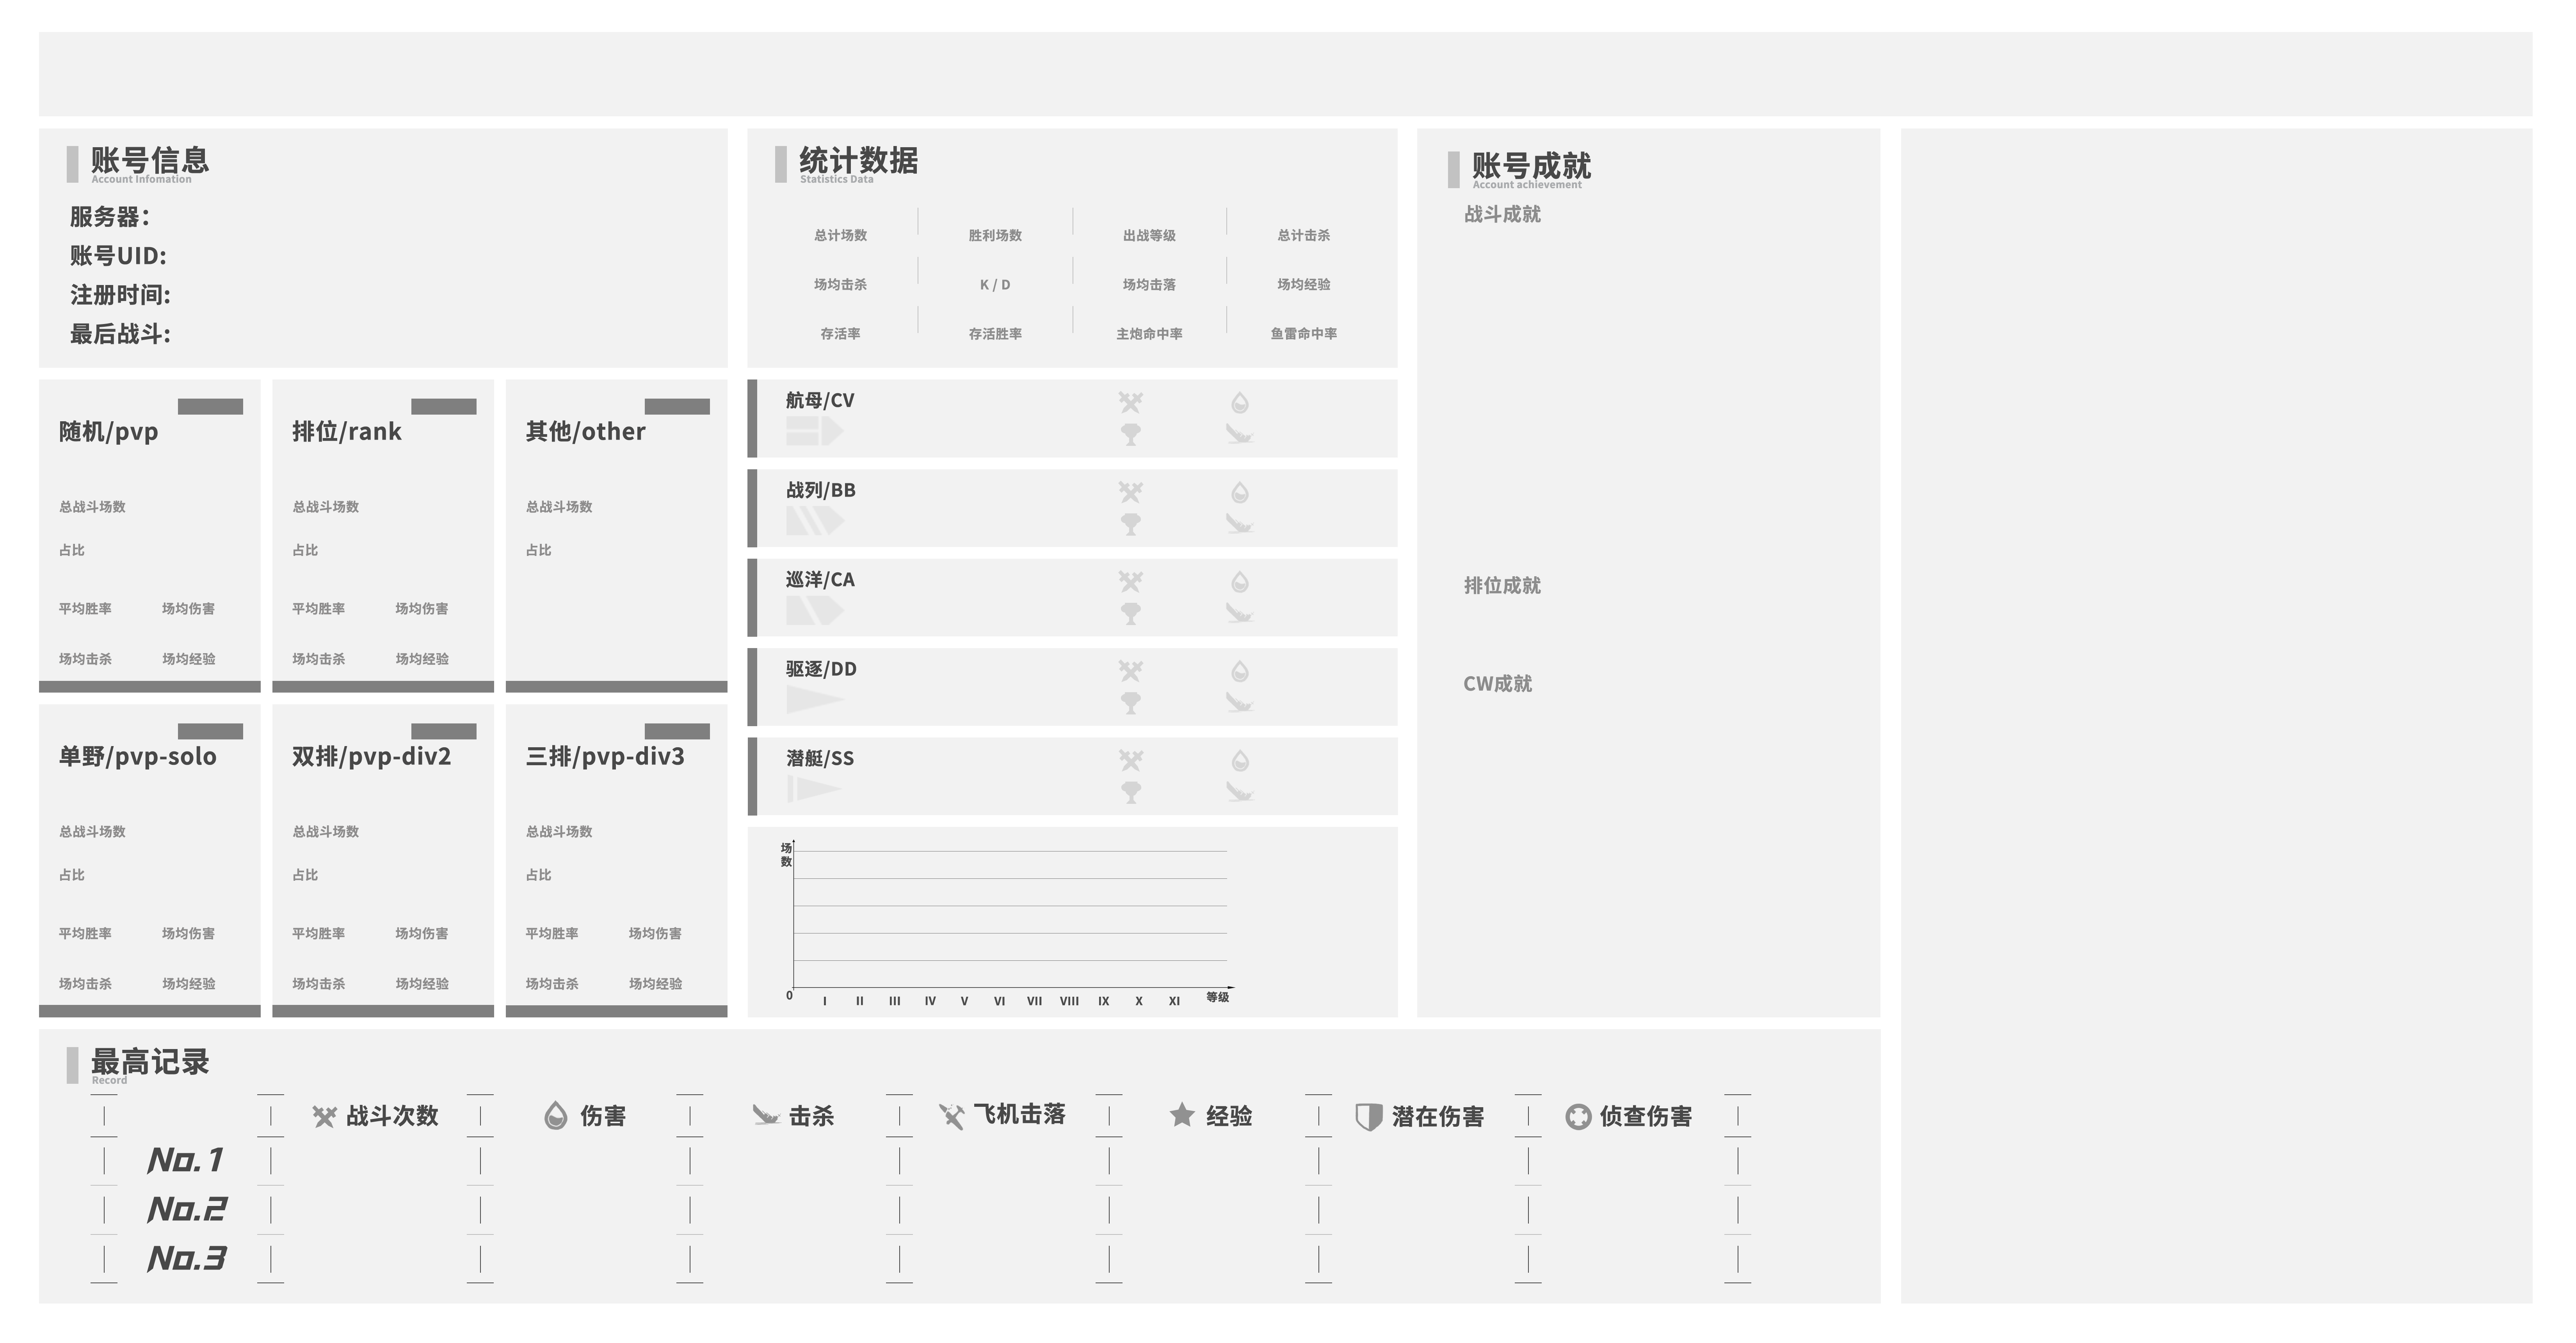 账号信息
Account Infomation
服务器：
账号UID:
注册时间:
最后战斗:
统计数据
Statistics Data
总计场数 胜利场数 出战等级 总计击杀
场均击杀 K / D 场均击落 场均经验
存活率 存活胜率 主炮命中率 鱼雷命中率
账号成就
Account achievement
战斗成就
排位成就
CW成就
随机/pvp
总战斗场数
占比
平均胜率 场均伤害
场均击杀 场均经验
排位/rank
总战斗场数
占比
平均胜率 场均伤害
场均击杀 场均经验
其他/other
总战斗场数
占比
单野/pvp-solo
总战斗场数
占比
平均胜率 场均伤害
场均击杀 场均经验
双排/pvp-div2
总战斗场数
占比
平均胜率 场均伤害
场均击杀 场均经验
三排/pvp-div3
总战斗场数
占比
平均胜率 场均伤害
场均击杀 场均经验
航母/CV
战列/BB
巡洋/CA
驱逐/DD
潜艇/SS
场
数
0 I II III IV V VI VII VIII IX X XI 等级
最高记录
Record
战斗次数 伤害 击杀 飞机击落 经验 潜在伤害 侦查伤害
No.1
No.2
No.3